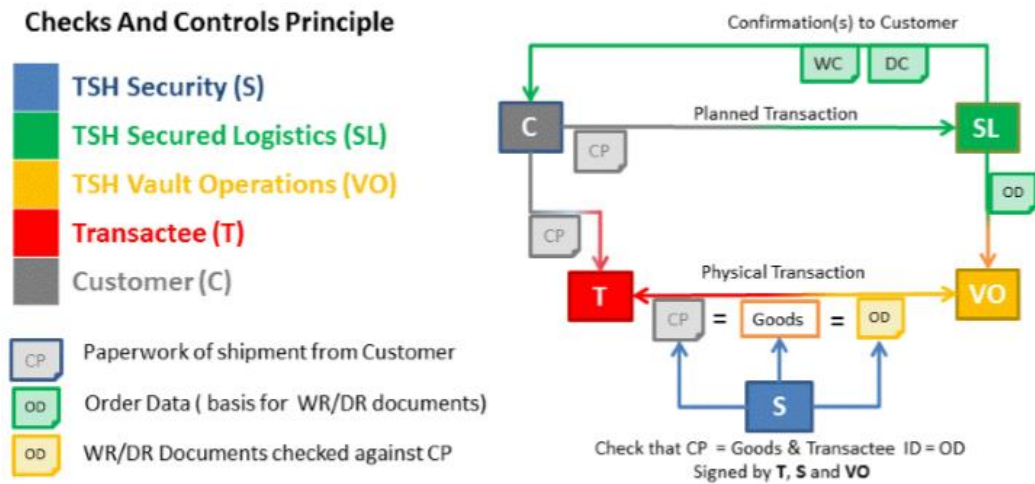 Checks And Controls Principle
TSH Security (S)
TSH Secured Logistics (SL)
TSH Vault Operations (VO)
Transactee (T)
Customer (C)
CP Paperwork of shipment from Customer
OD Order Data ( basis for WR/DR documents)
OD WR/DR Documents checked against CP
Confirmation(s) to Customer
WC DC
C Planned Transaction SL
CP
OD
CP
Physical Transaction
T VO
CP = Goods = OD
S
Check that CP = Goods & Transactee ID = OD
Signed by T, S and VO